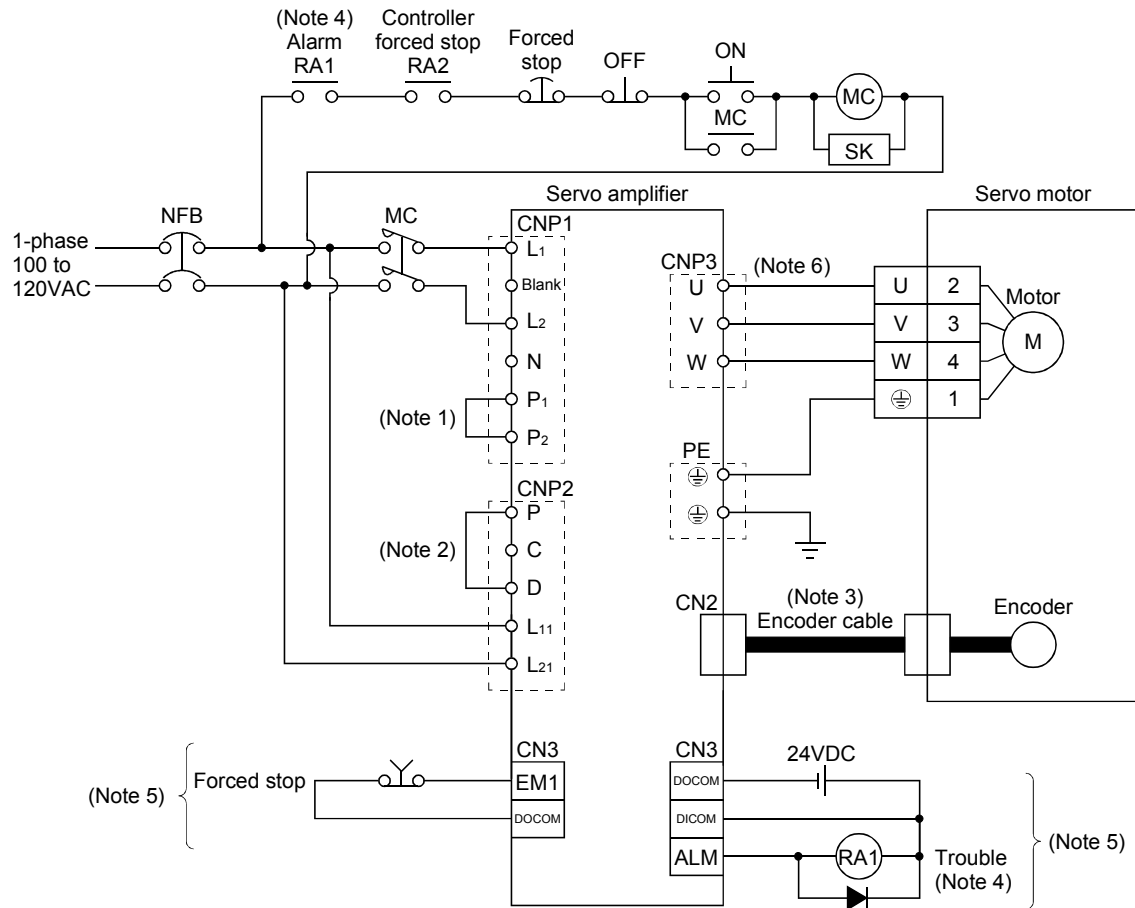 (Note 4)
Alarm
RA1
Controller
forced stop
RA2
Forced
stop
OFF
ON
MC
MC
SK
NFB
1-phase
100 to
120VAC
MC
Servo amplifier
CNP1
L1
Blank
L2
N
P1
P2
(Note 1)
CNP2
P
C
D
L11
L21
(Note 2)
CNP3
U
V
W
(Note 6)
PE
CN2
(Note 3)
Encoder cable
Servo motor
U
2
V
3
W
4
1
Motor
M
Encoder
(Note 5)
Forced stop
CN3
EM1
DOCOM
CN3
DOCOM
DICOM
ALM
24VDC
RA1
Trouble
(Note 4)
(Note 5)